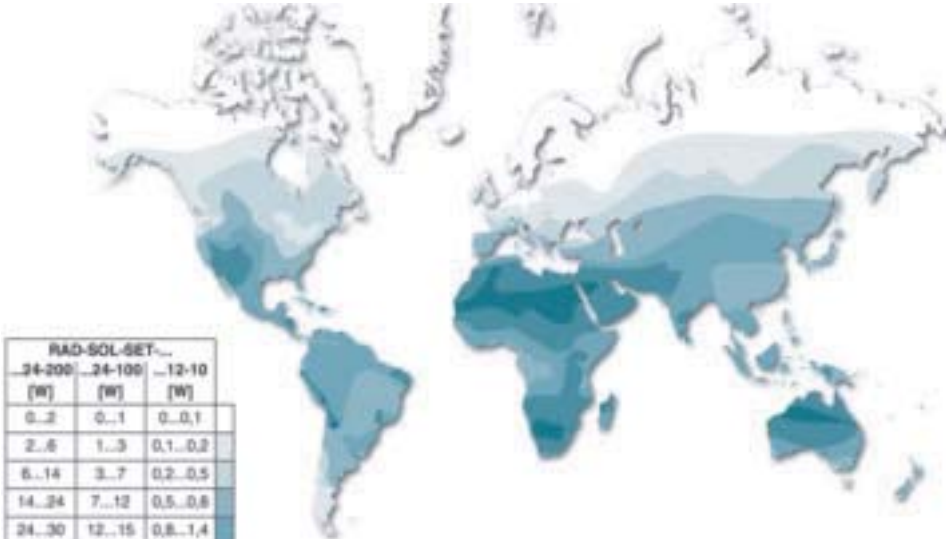 RAD-SOL-SET-...
...24-200 ...24-100 ...12-10
[W] [W] [W]
0...2 0...1 0...0,1
2...6 1...3 0,1...0,2
6...14 3...7 0,2...0,5
14...24 7...12 0,5...0,8
24...30 12...15 0,8...1,4